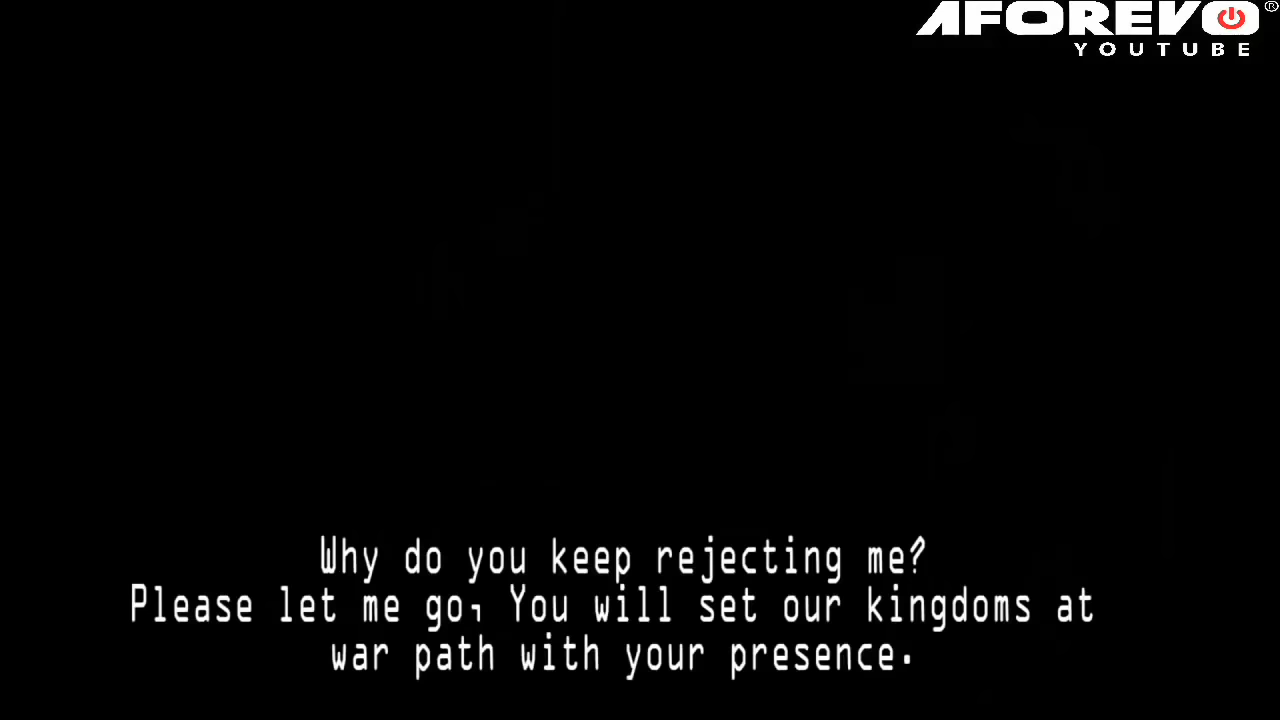 AFOREVO®
YOUTUBE
Why do you keep rejecting me?
Please let me go, You will set our kingdoms at
war path with your presence.